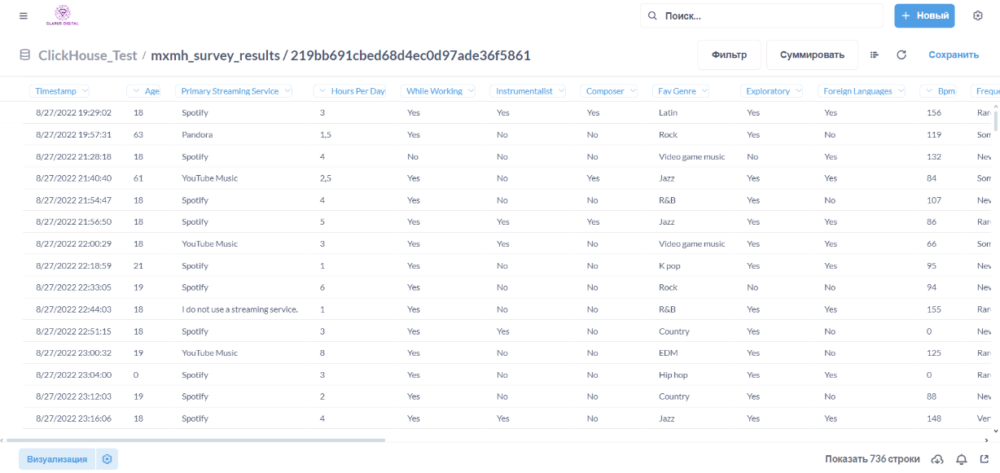 GLARUS DIGITAL
Поиск...
+ Новый
ClickHouse_Test / mxmh_survey_results / 219bb691cbed68d4ec0d97ade36f5861
Фильтр
Суммировать
Сохранить
Timestamp Age Primary Streaming Service Hours Per Day While Working Instrumentalist Composer Fav Genre Exploratory Foreign Languages Bpm Freque
8/27/2022 19:29:02 18 Spotify 3 Yes Yes Yes Latin Yes Yes 156 Rar
8/27/2022 19:57:31 63 Pandora 1,5 Yes No No Rock Yes No 119 Som
8/27/2022 21:28:18 18 Spotify 4 No No No Video game music No Yes 132 Nev
8/27/2022 21:40:40 61 YouTube Music 2,5 Yes No Yes Jazz Yes Yes 84 Som
8/27/2022 21:54:47 18 Spotify 4 Yes No No R&B Yes No 107 Nev
8/27/2022 21:56:50 18 Spotify 5 Yes Yes Yes Jazz Yes Yes 86 Rar
8/27/2022 22:00:29 18 YouTube Music 3 Yes Yes No Video game music Yes Yes 66 Som
8/27/2022 22:18:59 21 Spotify 1 Yes No No K pop Yes Yes 95 Nev
8/27/2022 22:33:05 19 Spotify 6 Yes No No Rock No No 94 Nev
8/27/2022 22:44:03 18 I do not use a streaming service. 1 Yes No No R&B Yes Yes 155 Rar
8/27/2022 22:51:15 18 Spotify 3 Yes Yes No Country Yes No 0 Nev
8/27/2022 23:00:32 19 YouTube Music 8 Yes No No EDM Yes No 125 Rar
8/27/2022 23:04:00 0 Spotify 3 Yes No No Hip hop Yes Yes 0 Rar
8/27/2022 23:12:03 19 Spotify 2 Yes No No Country Yes No 88 Nev
8/27/2022 23:16:06 18 Spotify 4 Yes Yes No Jazz Yes Yes 148 Ver
Визуализация
Показать 736 строки